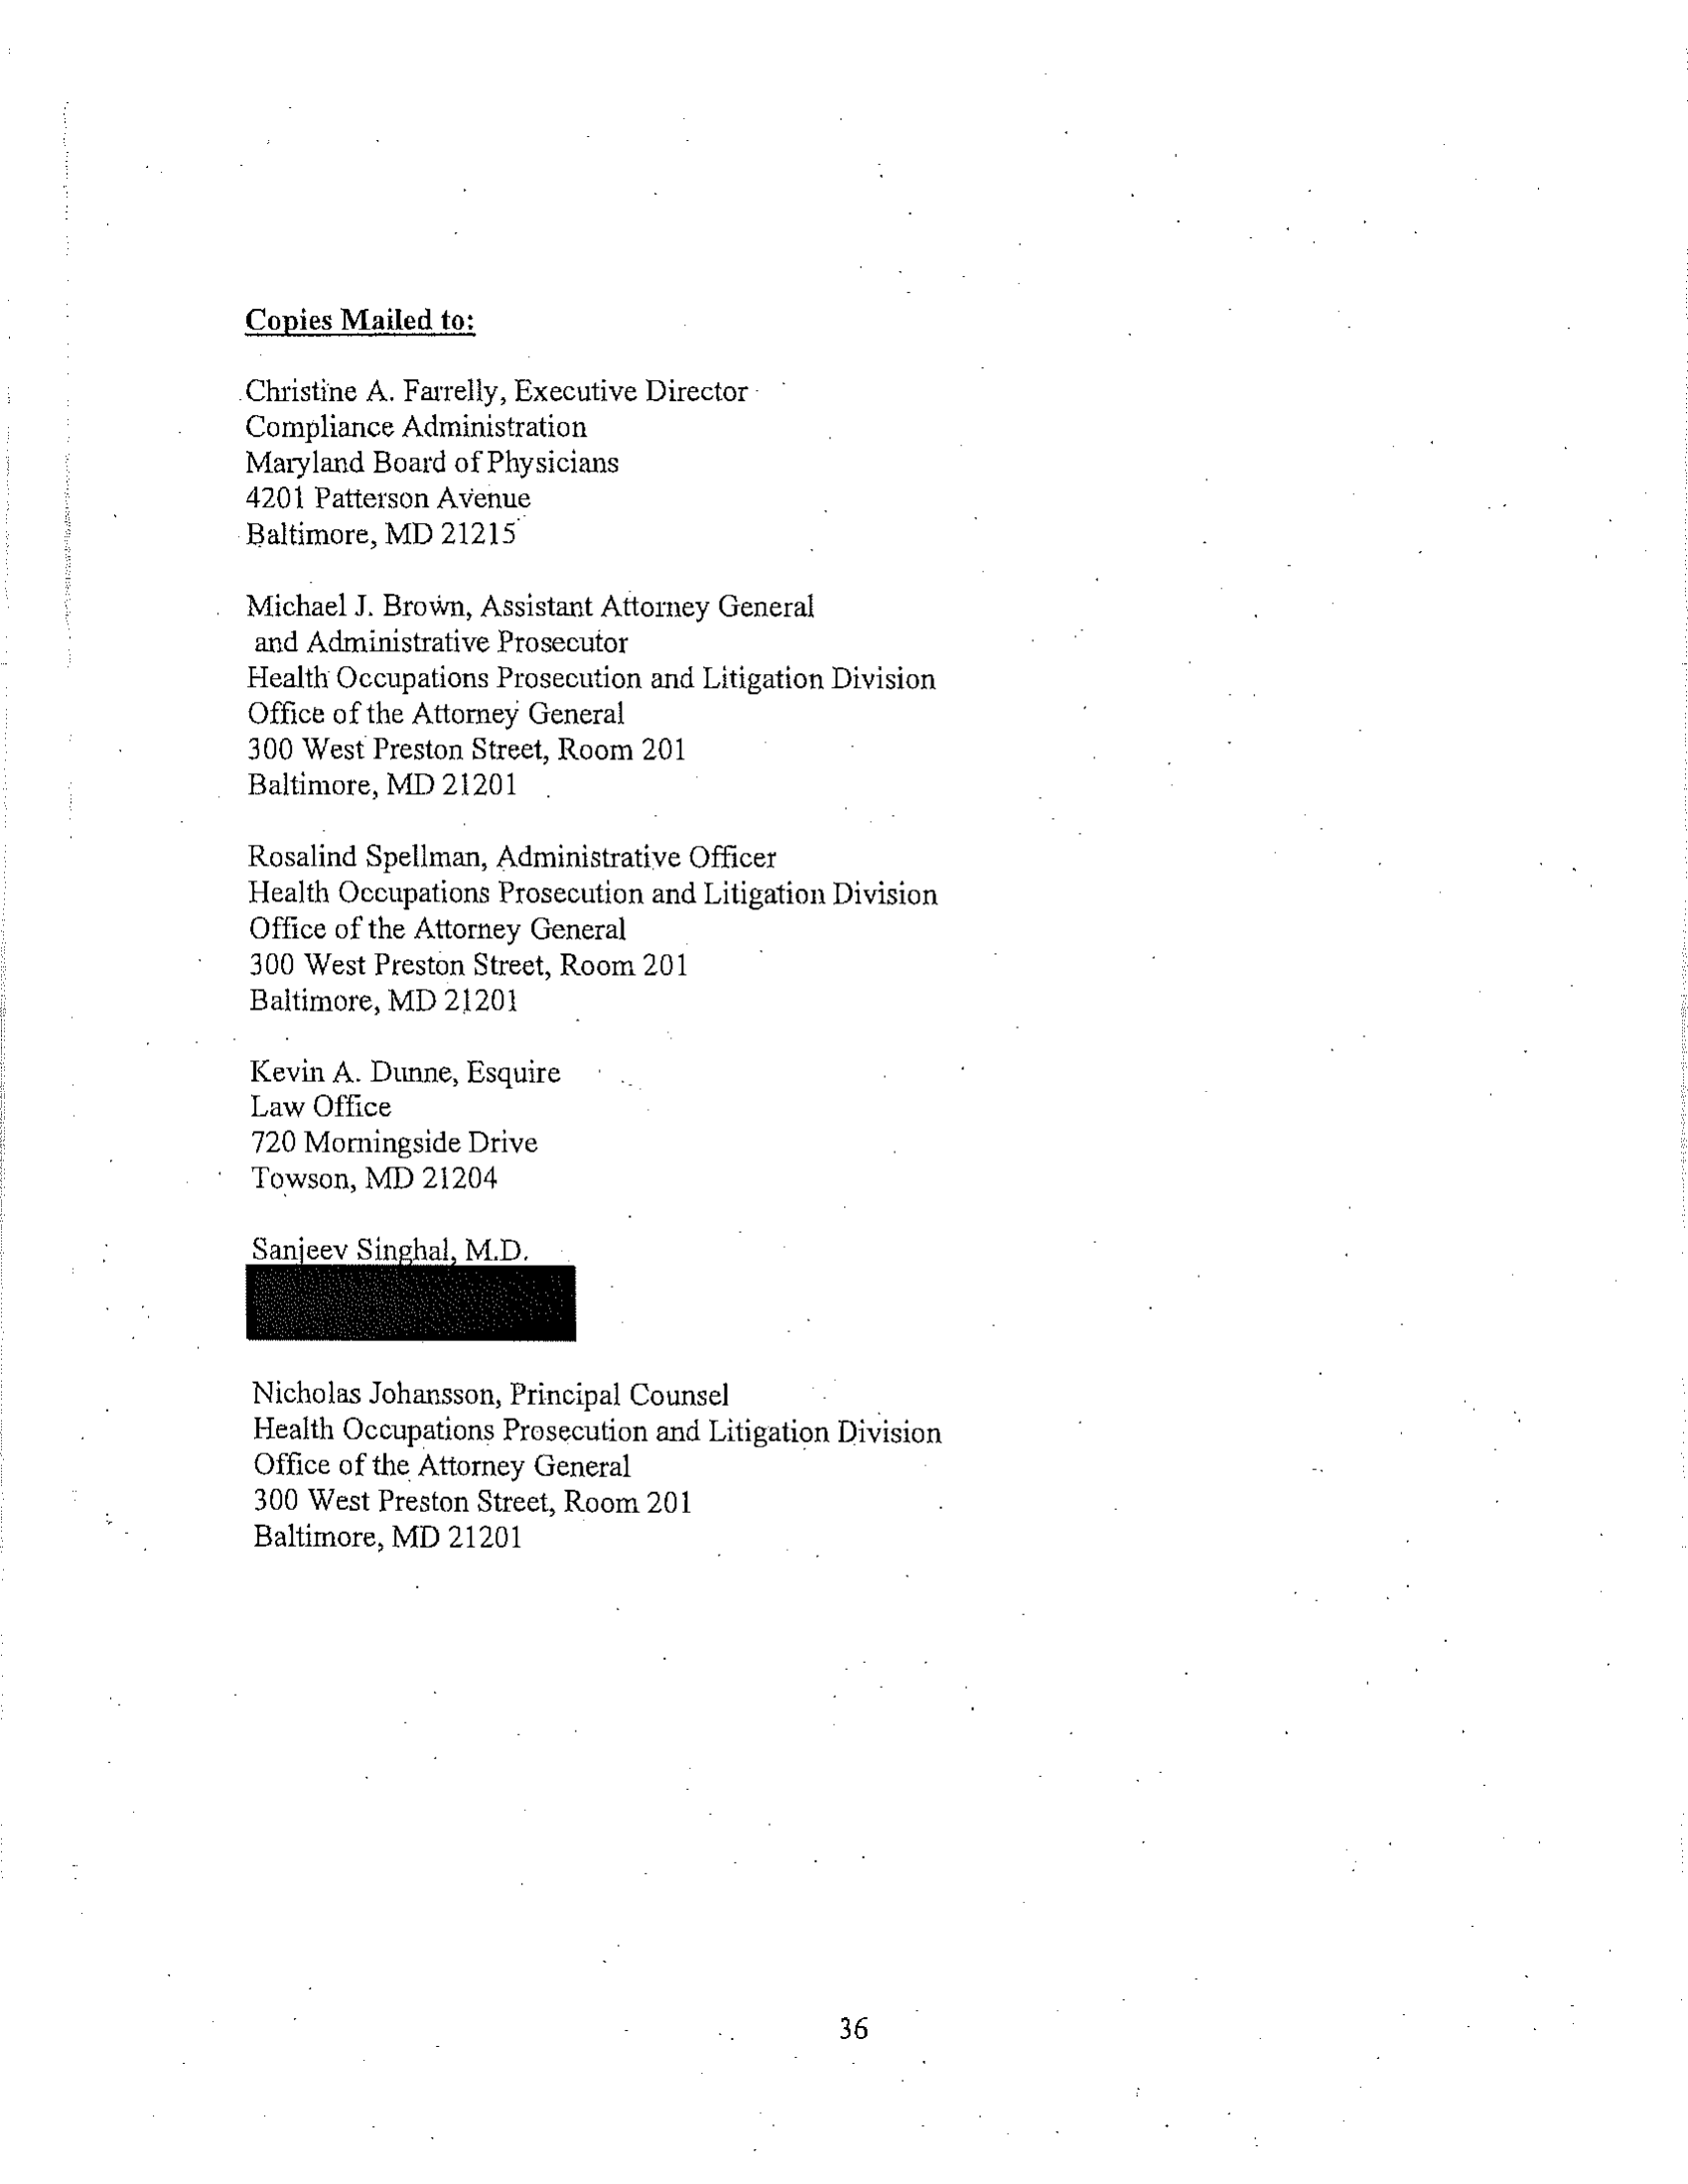 Copies Mailed to:
Christine A. Farrelly, Executive Director
Compliance Administration
Maryland Board of Physicians
4201 Patterson Avenue
Baltimore, MD 21215
Michael J. Brown, Assistant Attorney General
and Administrative Prosecutor
Health Occupations Prosecution and Litigation Division
Office of the Attorney General
300 West Preston Street, Room 201
Baltimore, MD 21201
Rosalind Spellman, Administrative Officer
Health Occupations Prosecution and Litigation Division
Office of the Attorney General
300 West Preston Street, Room 201
Baltimore, MD 21201
Kevin A. Dunne, Esquire
Law Office
720 Morningside Drive
Towson, MD 21204
Sanjeev Singhal, M.D.
Nicholas Johansson, Principal Counsel
Health Occupations Prosecution and Litigation Division
Office of the Attorney General
300 West Preston Street, Room 201
Baltimore, MD 21201
36